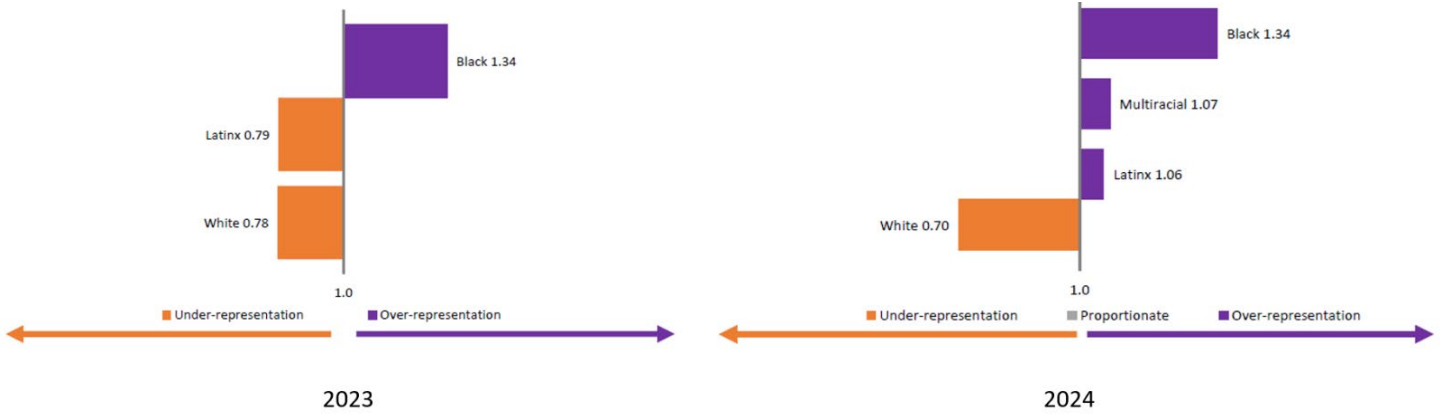 Black 1.34
Latinx 0.79
White 0.78
1.0
Under-representation Over-representation
2023
Black 1.34
Multiracial 1.07
Latinx 1.06
White 0.70
1.0
Under-representation Proportionate Over-representation
2024